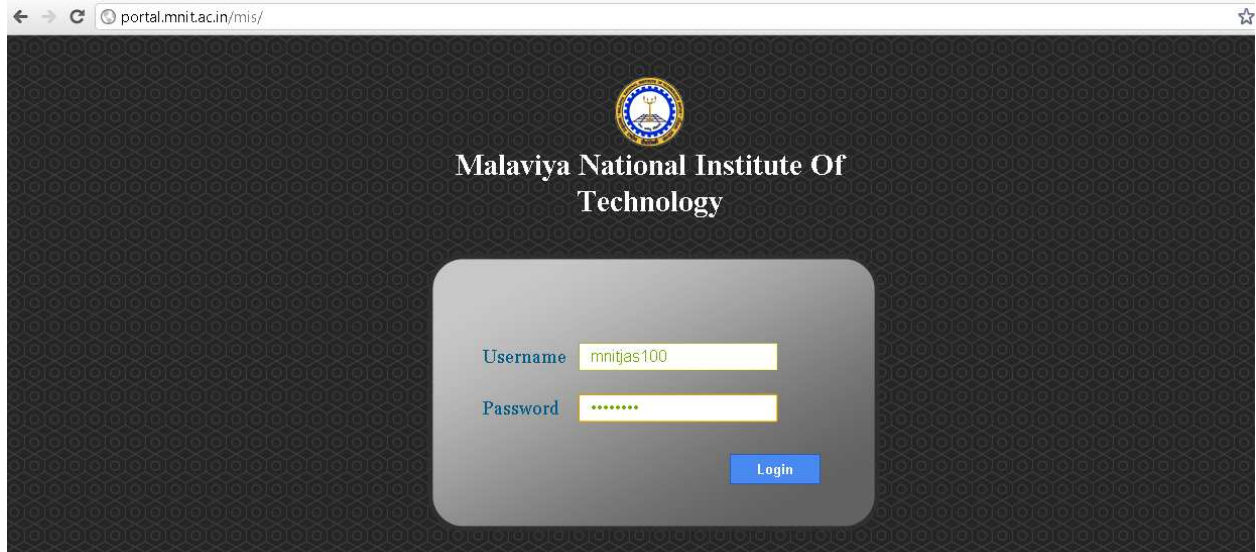 portal.mnit.ac.in/mis/
Malaviya National Institute Of
Technology
Username mnitjas100
Password ••••••••
Login